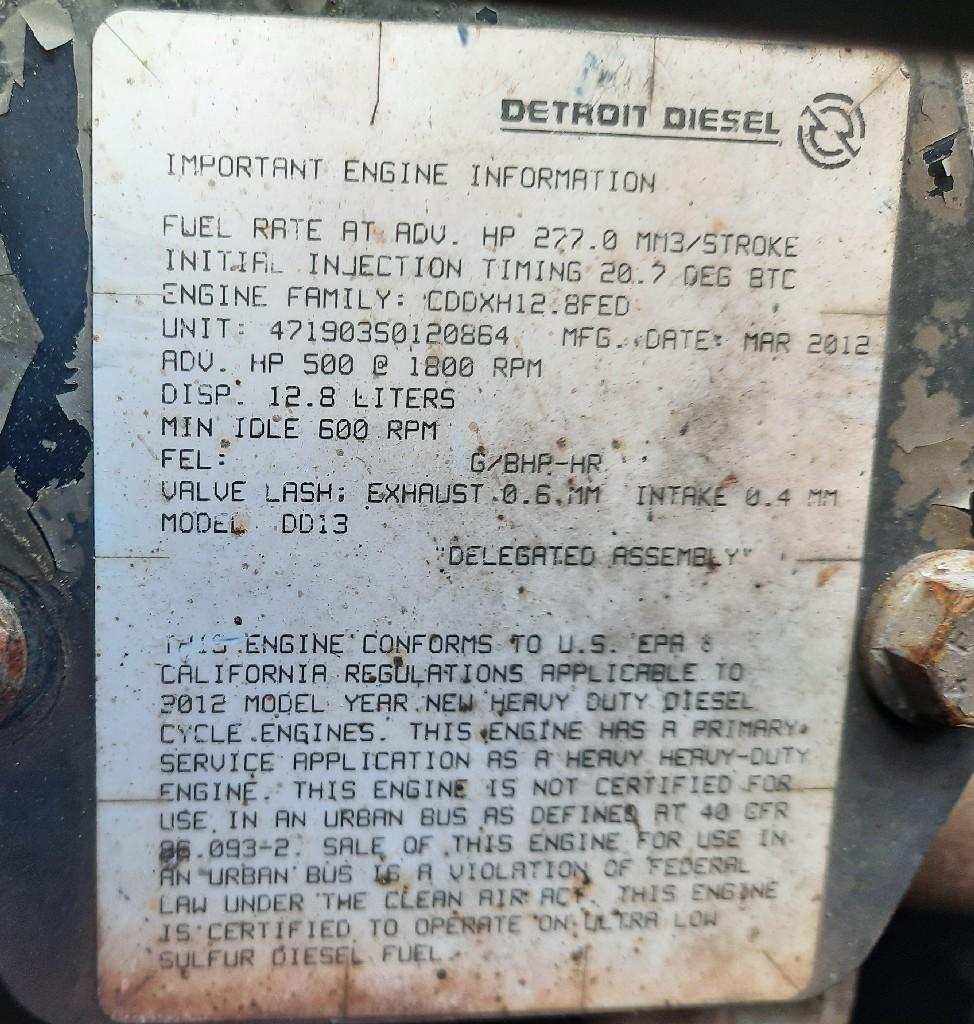 DETROIT DIESEL
IMPORTANT ENGINE INFORMATION
FUEL RATE AT ADV. HP 277.0 MM3/STROKE
INITIAL INJECTION TIMING 20.7 DEG BTC
ENGINE FAMILY: CDDXH12.8FED
UNIT: 471903S0120864 MFG. DATE: MAR 2012
ADV. HP 500 @ 1800 RPM
DISP. 12.8 LITERS
MIN IDLE 600 RPM
FEL: G/BHP-HR
VALVE LASH: EXHAUST 0.6 MM INTAKE 0.4 MM
MODEL DD13
"DELEGATED ASSEMBLY"
THIS ENGINE CONFORMS TO U.S. EPA &
CALIFORNIA REGULATIONS APPLICABLE TO
2012 MODEL YEAR NEW HEAVY DUTY DIESEL
CYCLE ENGINES. THIS ENGINE HAS A PRIMARY
SERVICE APPLICATION AS A HEAVY HEAVY-DUTY
ENGINE. THIS ENGINE IS NOT CERTIFIED FOR
USE IN AN URBAN BUS AS DEFINED AT 40 CFR
86.093-2. SALE OF THIS ENGINE FOR USE IN
AN URBAN BUS IS A VIOLATION OF FEDERAL
LAW UNDER THE CLEAN AIR ACT. THIS ENGINE
IS CERTIFIED TO OPERATE ON ULTRA LOW
SULFUR DIESEL FUEL.